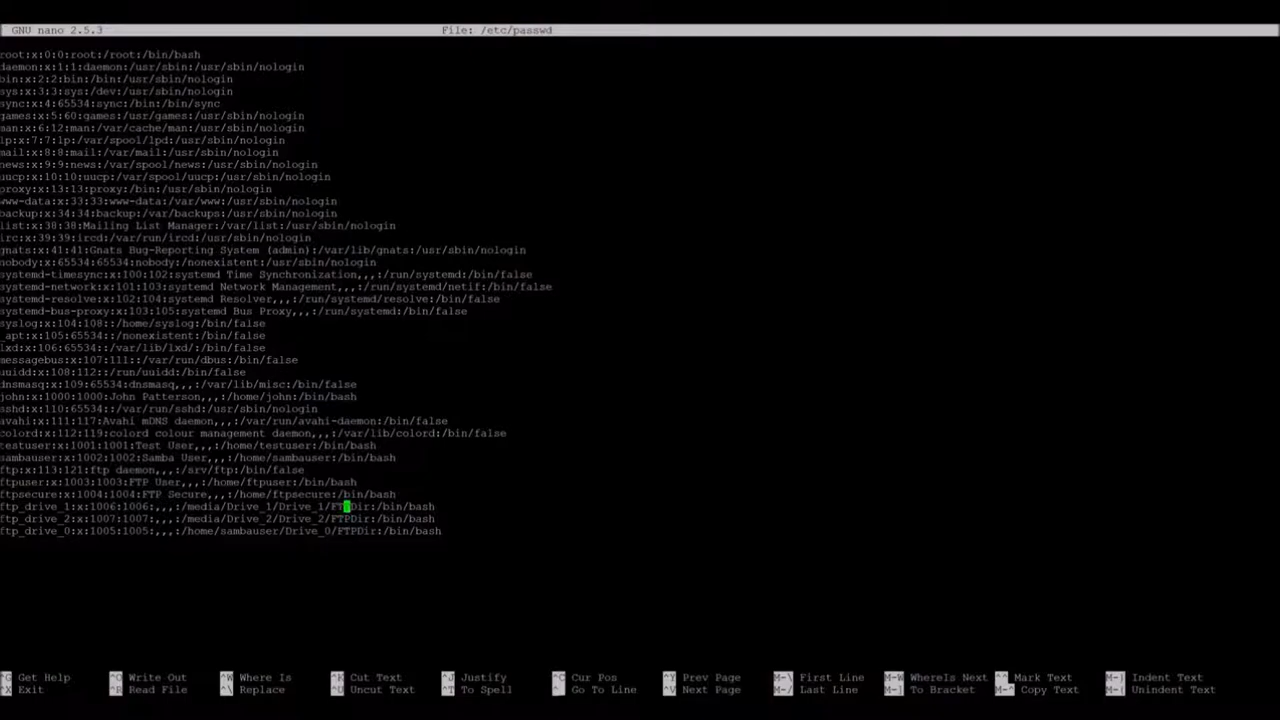 GNU nano 2.5.3 File: /etc/passwd
root:x:0:0:root:/root:/bin/bash
daemon:x:1:1:daemon:/usr/sbin:/usr/sbin/nologin
bin:x:2:2:bin:/bin:/usr/sbin/nologin
sys:x:3:3:sys:/dev:/usr/sbin/nologin
sync:x:4:65534:sync:/bin:/bin/sync
games:x:5:60:games:/usr/games:/usr/sbin/nologin
man:x:6:12:man:/var/cache/man:/usr/sbin/nologin
lp:x:7:7:lp:/var/spool/lpd:/usr/sbin/nologin
mail:x:8:8:mail:/var/mail:/usr/sbin/nologin
news:x:9:9:news:/var/spool/news:/usr/sbin/nologin
uucp:x:10:10:uucp:/var/spool/uucp:/usr/sbin/nologin
proxy:x:13:13:proxy:/bin:/usr/sbin/nologin
www-data:x:33:33:www-data:/var/www:/usr/sbin/nologin
backup:x:34:34:backup:/var/backups:/usr/sbin/nologin
list:x:38:38:Mailing List Manager:/var/list:/usr/sbin/nologin
irc:x:39:39:ircd:/var/run/ircd:/usr/sbin/nologin
gnats:x:41:41:Gnats Bug-Reporting System (admin):/var/lib/gnats:/usr/sbin/nologin
nobody:x:65534:65534:nobody:/nonexistent:/usr/sbin/nologin
systemd-timesync:x:100:102:systemd Time Synchronization,,,:/run/systemd:/bin/false
systemd-network:x:101:103:systemd Network Management,,,:/run/systemd/netif:/bin/false
systemd-resolve:x:102:104:systemd Resolver,,,:/run/systemd/resolve:/bin/false
systemd-bus-proxy:x:103:105:systemd Bus Proxy,,,:/run/systemd:/bin/false
syslog:x:104:108::/home/syslog:/bin/false
_apt:x:105:65534::/nonexistent:/bin/false
lxd:x:106:65534::/var/lib/lxd/:/bin/false
messagebus:x:107:111::/var/run/dbus:/bin/false
uuidd:x:108:112::/run/uuidd:/bin/false
dnsmasq:x:109:65534:dnsmasq,,,:/var/lib/misc:/bin/false
john:x:1000:1000:John Patterson,,,:/home/john:/bin/bash
sshd:x:110:65534::/var/run/sshd:/usr/sbin/nologin
avahi:x:111:117:Avahi mDNS daemon,,,:/var/run/avahi-daemon:/bin/false
colord:x:112:119:colord colour management daemon,,,:/var/lib/colord:/bin/false
testuser:x:1001:1001:Test User,,,:/home/testuser:/bin/bash
sambauser:x:1002:1002:Samba User,,,:/home/sambauser:/bin/bash
ftp:x:113:121:ftp daemon,,,:/srv/ftp:/bin/false
ftpuser:x:1003:1003:FTP User,,,:/home/ftpuser:/bin/bash
ftpsecure:x:1004:1004:FTP Secure,,,:/home/ftpsecure:/bin/bash
ftp_drive_1:x:1006:1006:,,,:/media/Drive_1/Drive_1/FTPDir:/bin/bash
ftp_drive_2:x:1007:1007:,,,:/media/Drive_2/Drive_2/FTPDir:/bin/bash
ftp_drive_0:x:1005:1005:,,,:/home/sambauser/Drive_0/FTPDir:/bin/bash
^G Get Help ^O Write Out ^W Where Is ^K Cut Text ^J Justify ^C Cur Pos ^Y Prev Page M-\ First Line M-W WhereIs Next ^^ Mark Text M-} Indent Text
^X Exit ^R Read File ^\ Replace ^U Uncut Text ^T To Spell ^_ Go To Line ^V Next Page M-/ Last Line M-] To Bracket M-^ Copy Text M-{ Unindent Text